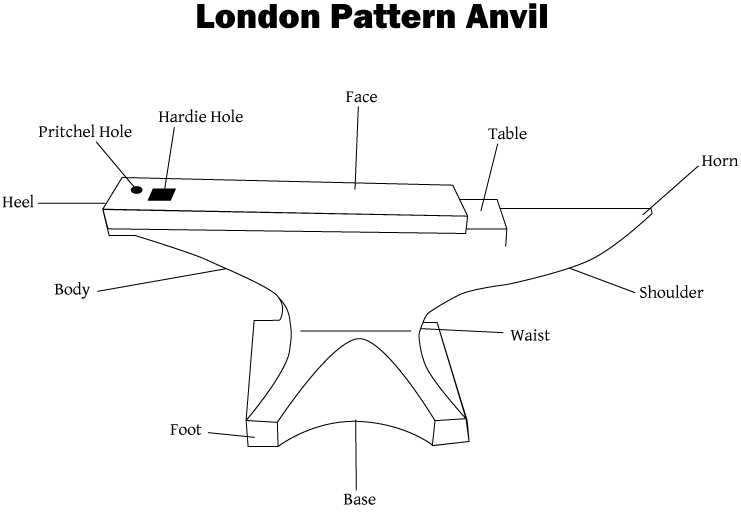 London Pattern Anvil
Face
Hardie Hole
Pritchel Hole
Table
Horn
Heel
Body
Shoulder
Waist
Foot
Base